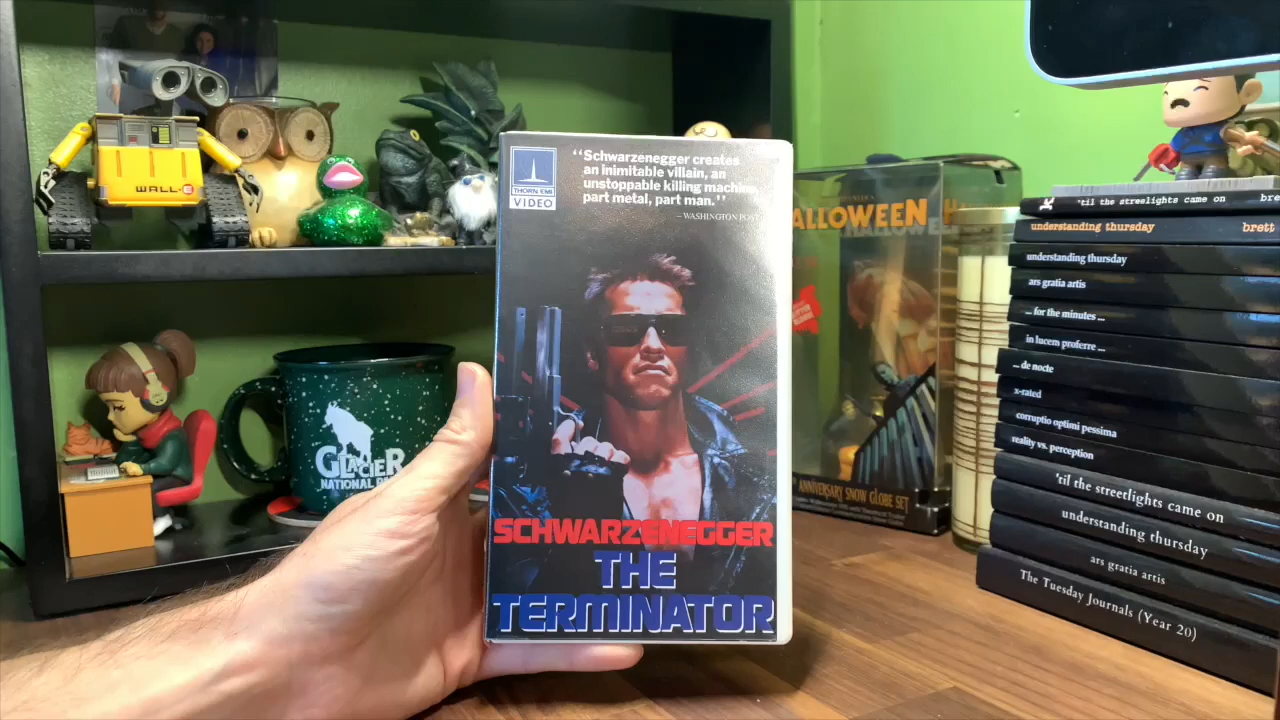 WALL·E
THORN EMI
VIDEO
“Schwarzenegger creates
an inimitable villain, an
unstoppable killing machine,
part metal, part man.”
— WASHINGTON POST
SCHWARZENEGGER
THE
TERMINATOR
GLACIER
NATIONAL
HALLOWEEN
ANNIVERSARY SNOW GLOBE SET
'til the streelights came on
understanding thursday brett
understanding thursday
ars gratia artis
... for the minutes ...
in lucem proferre ...
... de nocte
x-rated
corruptio optimi pessima
reality vs. perception
'til the streetlights came on
understanding thursday
ars gratia artis
The Tuesday Journals (Year 20)